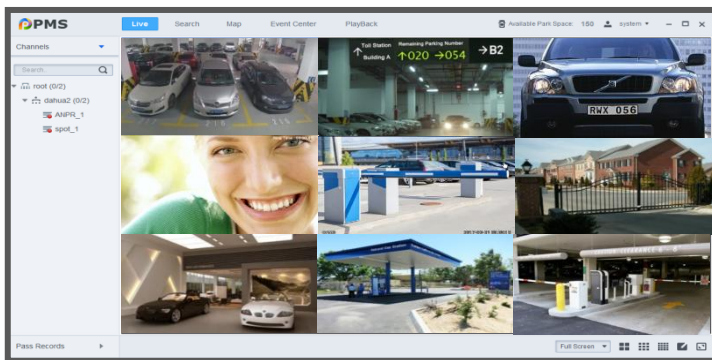 PMS
Live
Search
Map
Event Center
PlayBack
Available Park Space: 150
system
Channels
Search...
root (0/2)
dahua2 (0/2)
ANPR_1
spot_1
Toll Station
Building A
Remaining Parking Number
↑020 →054
→B2
RWX 056
Pass Records
Full Screen